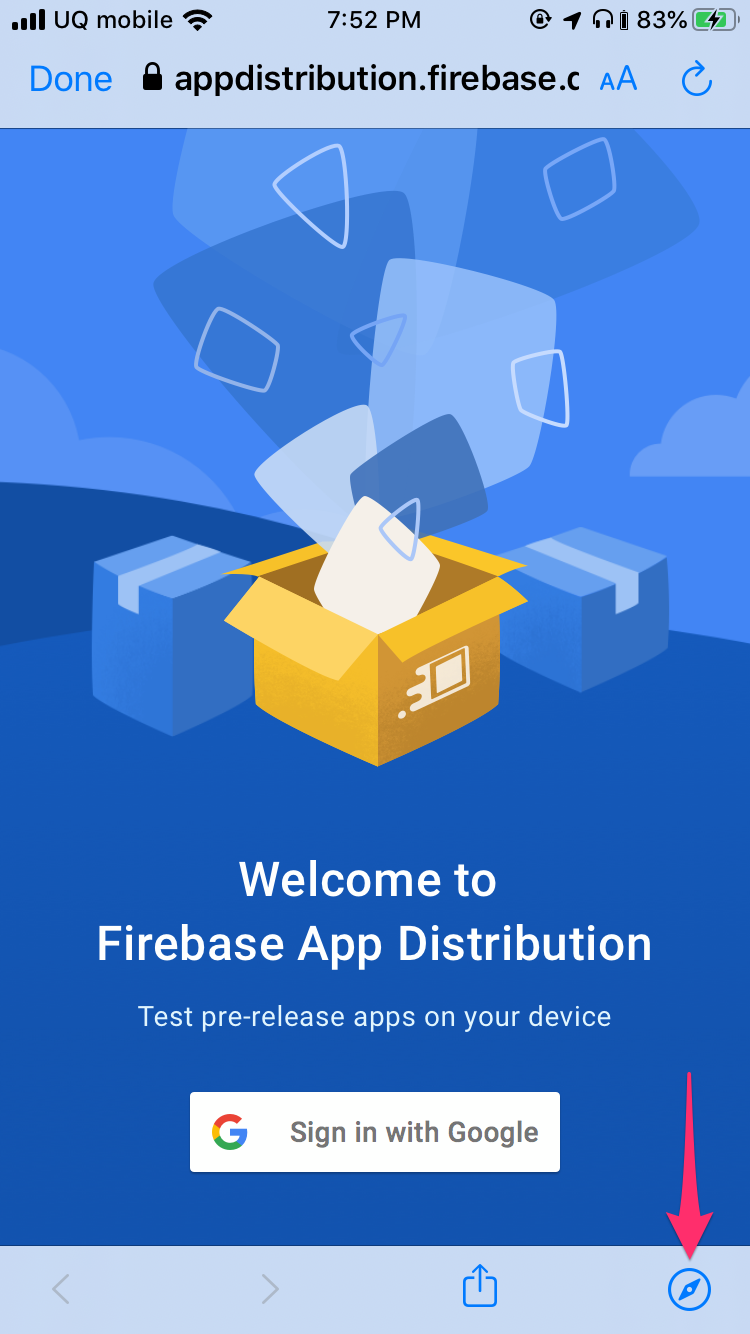 UQ mobile 7:52 PM 83%
Done appdistribution.firebase.c AA
Welcome to
Firebase App Distribution
Test pre-release apps on your device
Sign in with Google